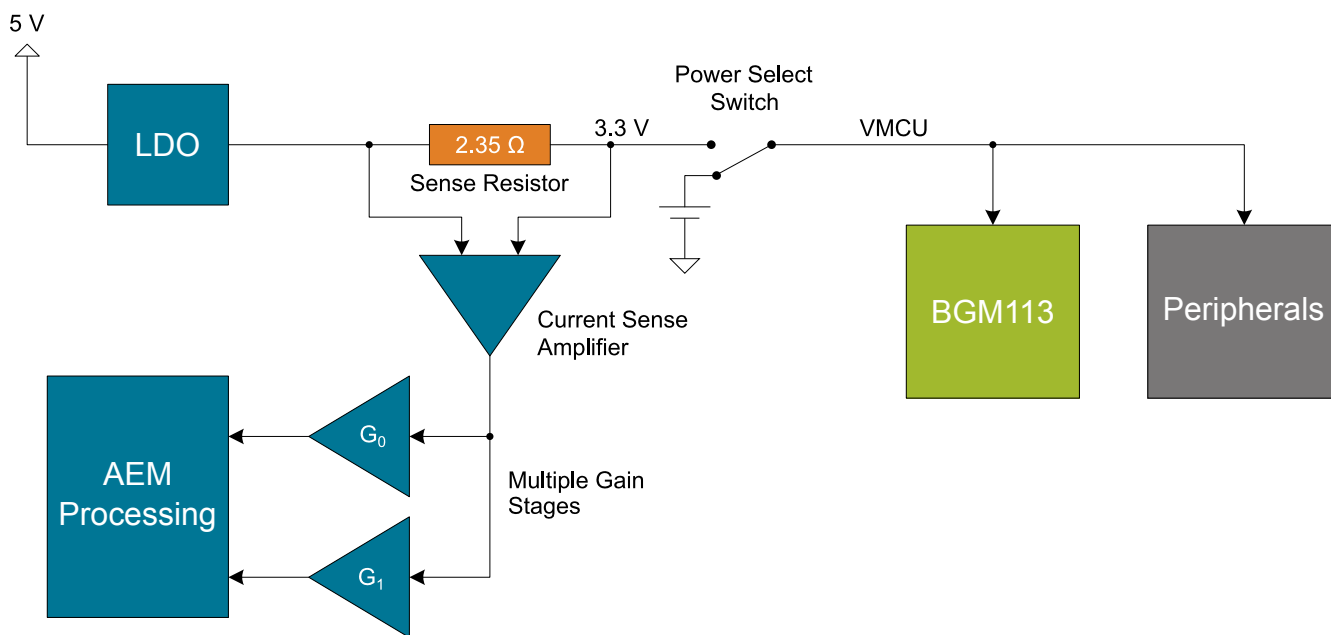 5 V
LDO
2.35 Ω
Sense Resistor
3.3 V
Power Select
Switch
VMCU
BGM113
Peripherals
Current Sense
Amplifier
AEM
Processing
G₀
G₁
Multiple Gain
Stages